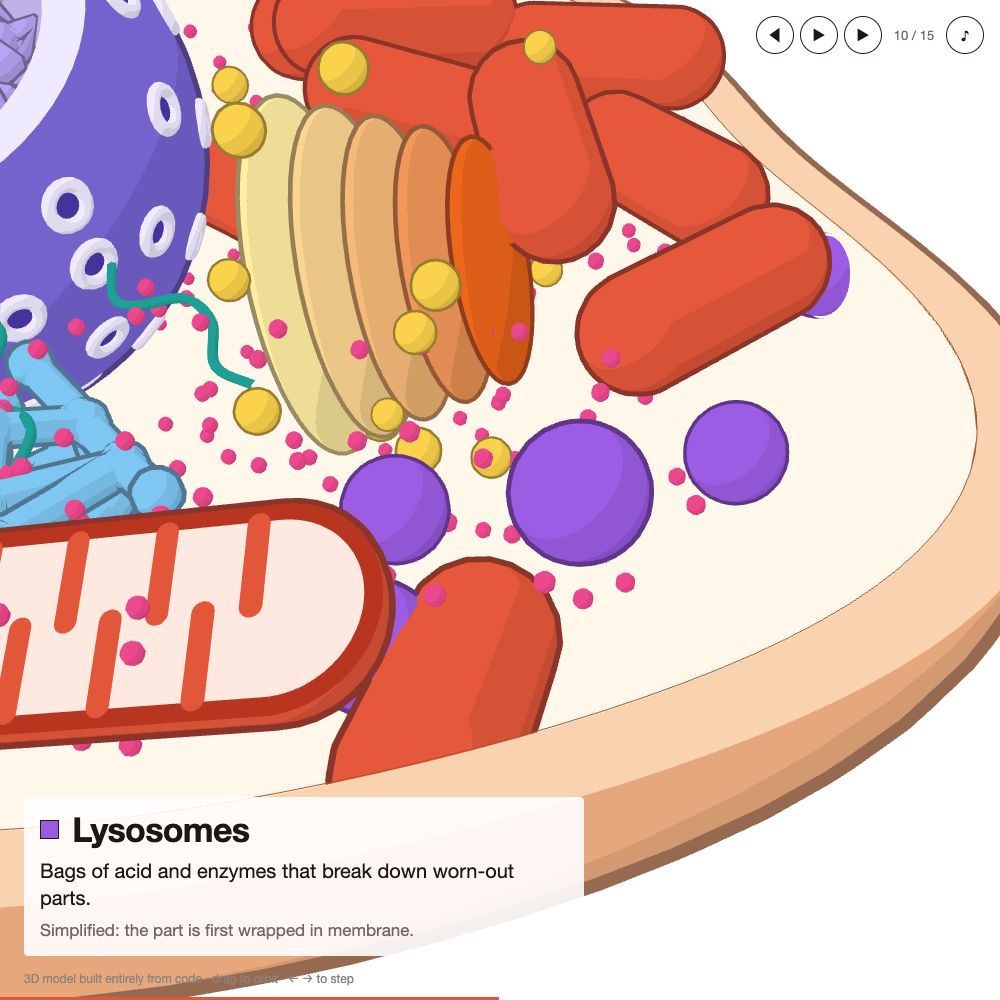 10 / 15
Lysosomes
Bags of acid and enzymes that break down worn-out
parts.
Simplified: the part is first wrapped in membrane.
3D model built entirely from code · drag to orbit · ← → to step